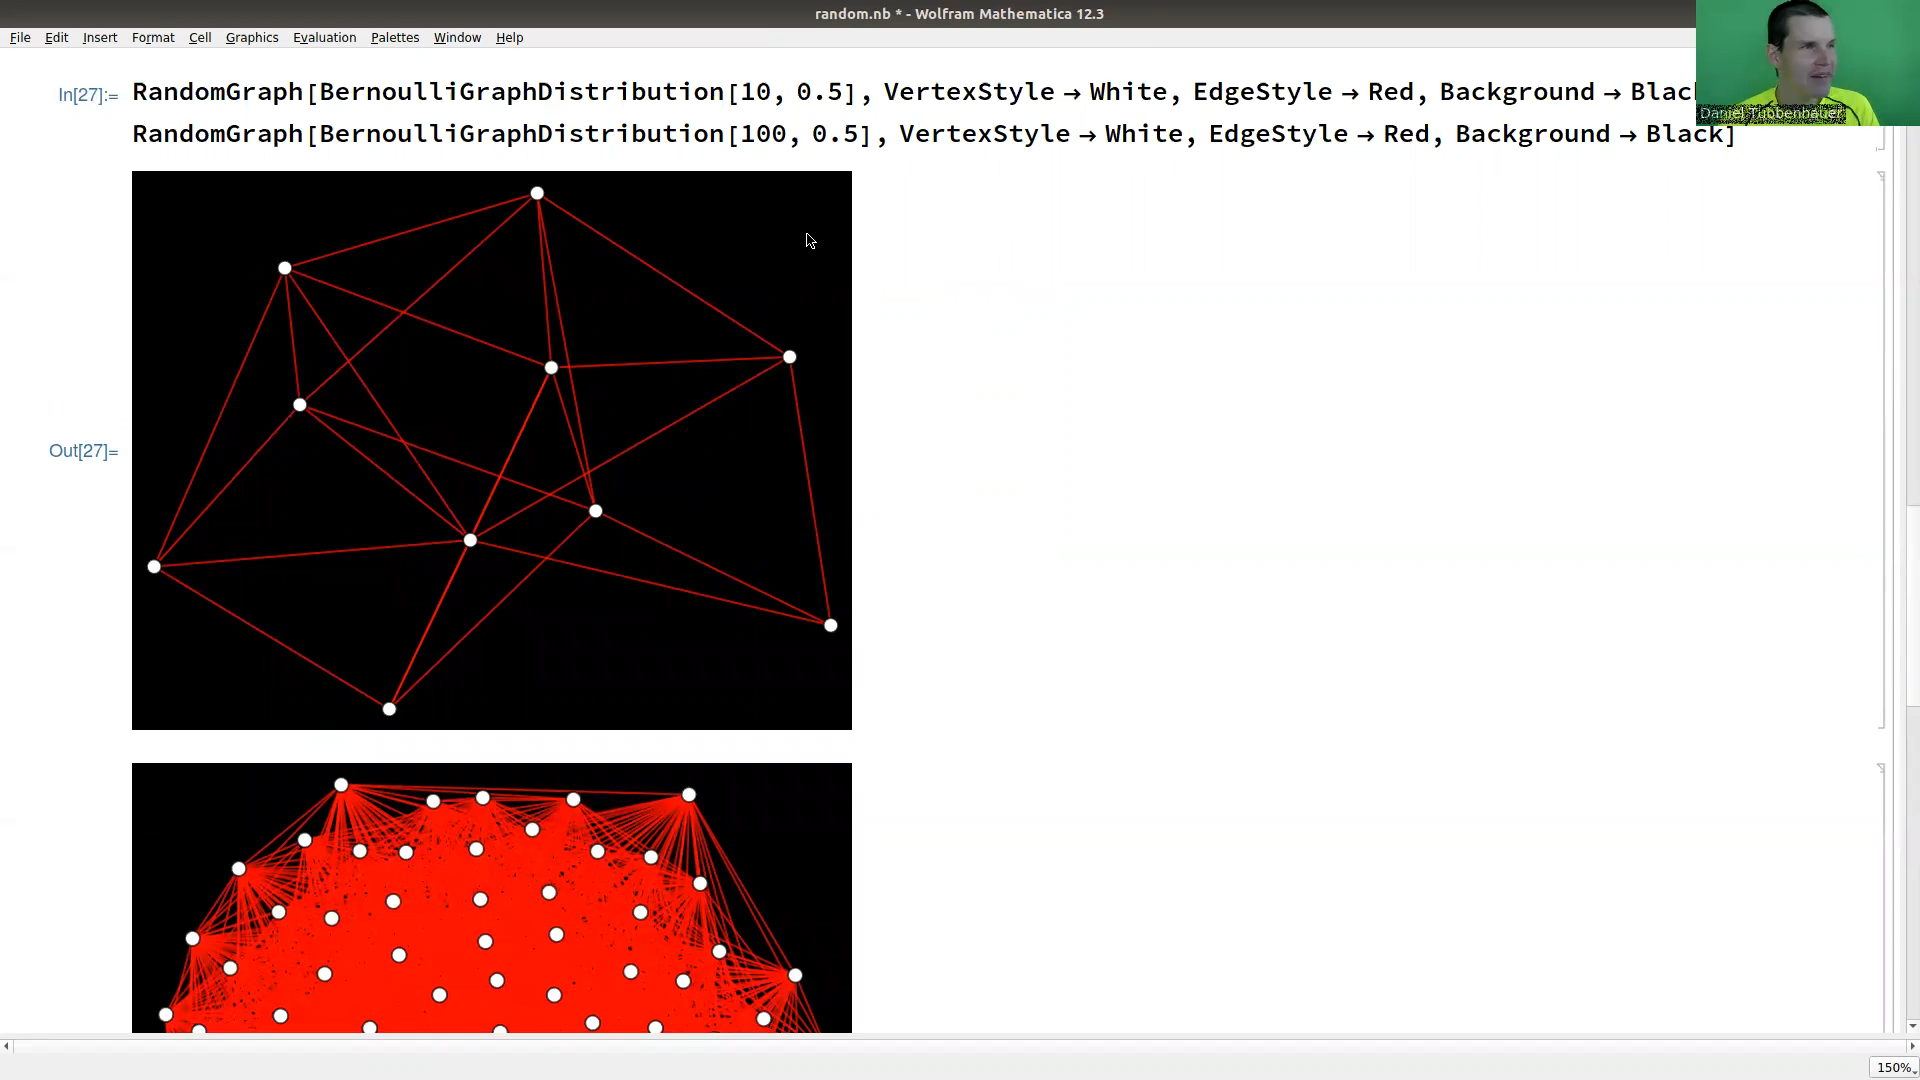 random.nb * - Wolfram Mathematica 12.3
File Edit Insert Format Cell Graphics Evaluation Palettes Window Help
In[27]:= RandomGraph[BernoulliGraphDistribution[10, 0.5], VertexStyle → White, EdgeStyle → Red, Background → Blac
RandomGraph[BernoulliGraphDistribution[100, 0.5], VertexStyle → White, EdgeStyle → Red, Background → Black]
Daniel Tubbenhauer
Out[27]=
150%